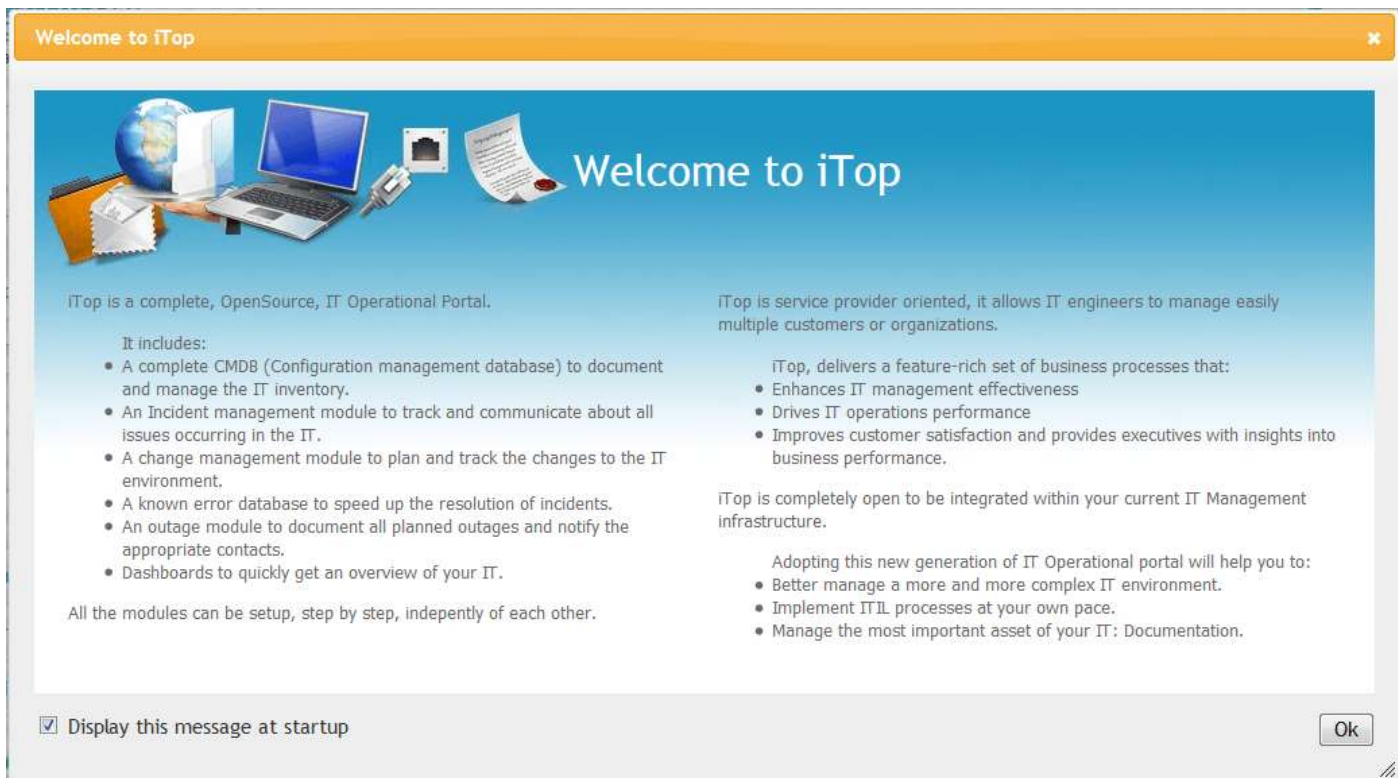 Welcome to iTop
Welcome to iTop
iTop is a complete, OpenSource, IT Operational Portal.
It includes:
• A complete CMDB (Configuration management database) to document
and manage the IT inventory.
• An Incident management module to track and communicate about all
issues occurring in the IT.
• A change management module to plan and track the changes to the IT
environment.
• A known error database to speed up the resolution of incidents.
• An outage module to document all planned outages and notify the
appropriate contacts.
• Dashboards to quickly get an overview of your IT.
All the modules can be setup, step by step, indepently of each other.
iTop is service provider oriented, it allows IT engineers to manage easily
multiple customers or organizations.
iTop, delivers a feature-rich set of business processes that:
• Enhances IT management effectiveness
• Drives IT operations performance
• Improves customer satisfaction and provides executives with insights into
business performance.
iTop is completely open to be integrated within your current IT Management
infrastructure.
Adopting this new generation of IT Operational portal will help you to:
• Better manage a more and more complex IT environment.
• Implement ITIL processes at your own pace.
• Manage the most important asset of your IT: Documentation.
Display this message at startup
Ok